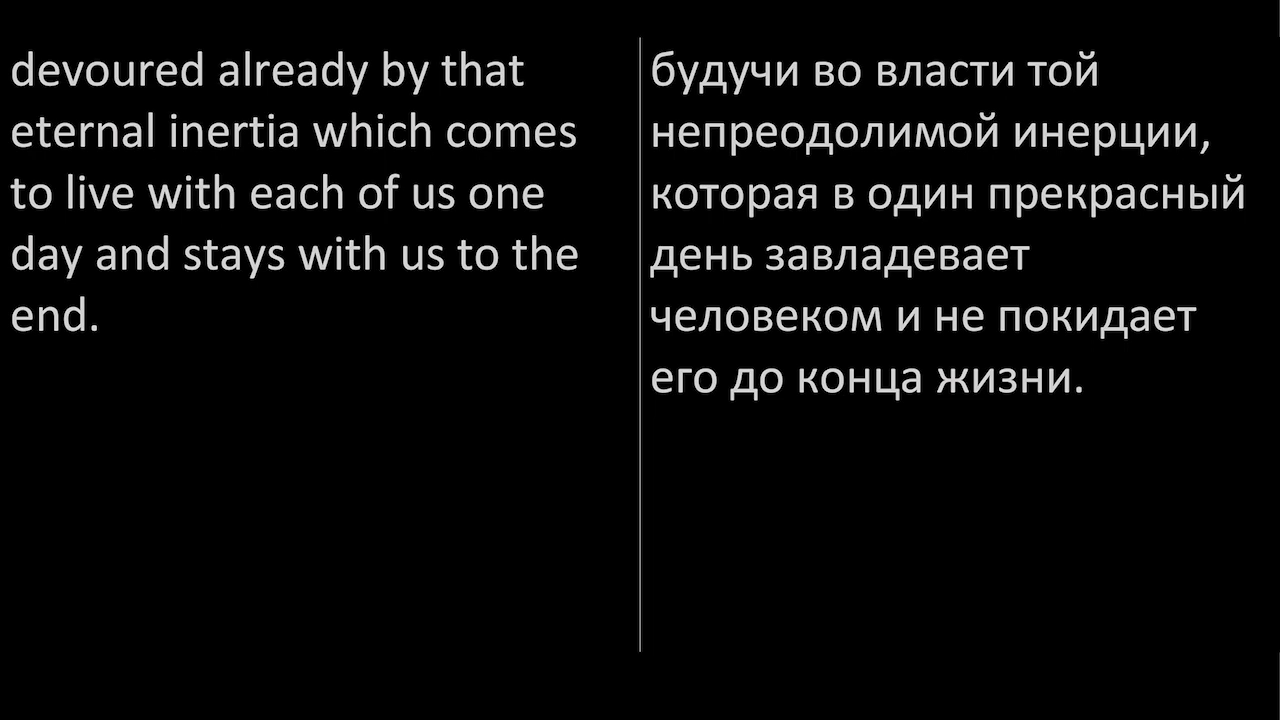 devoured already by that
eternal inertia which comes
to live with each of us one
day and stays with us to the
end.
будучи во власти той
непреодолимой инерции,
которая в один прекрасный
день завладевает
человеком и не покидает
его до конца жизни.